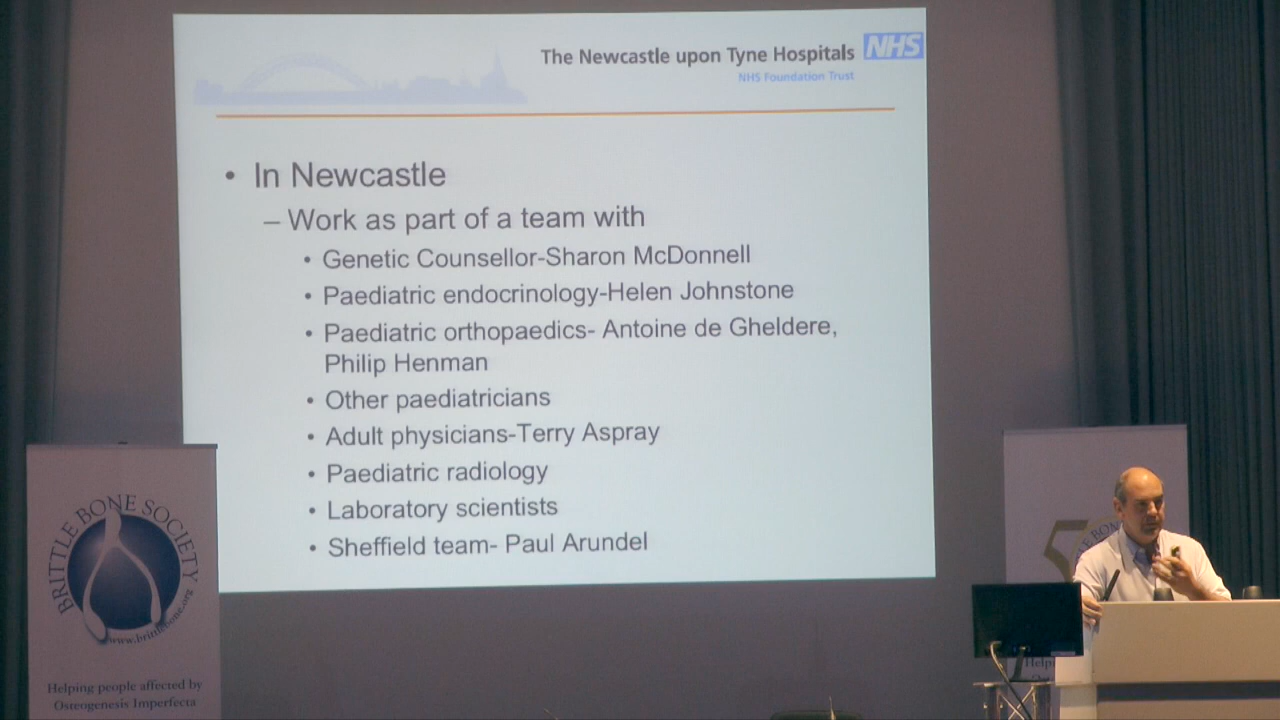 The Newcastle upon Tyne Hospitals NHS
NHS Foundation Trust
• In Newcastle
– Work as part of a team with
• Genetic Counsellor-Sharon McDonnell
• Paediatric endocrinology-Helen Johnstone
• Paediatric orthopaedics- Antoine de Gheldere,
Philip Henman
• Other paediatricians
• Adult physicians-Terry Aspray
• Paediatric radiology
• Laboratory scientists
• Sheffield team- Paul Arundel
BRITTLE BONE SOCIETY
www.brittlebone.org
Helping people affected by
Osteogenesis Imperfecta
5
BON
Help